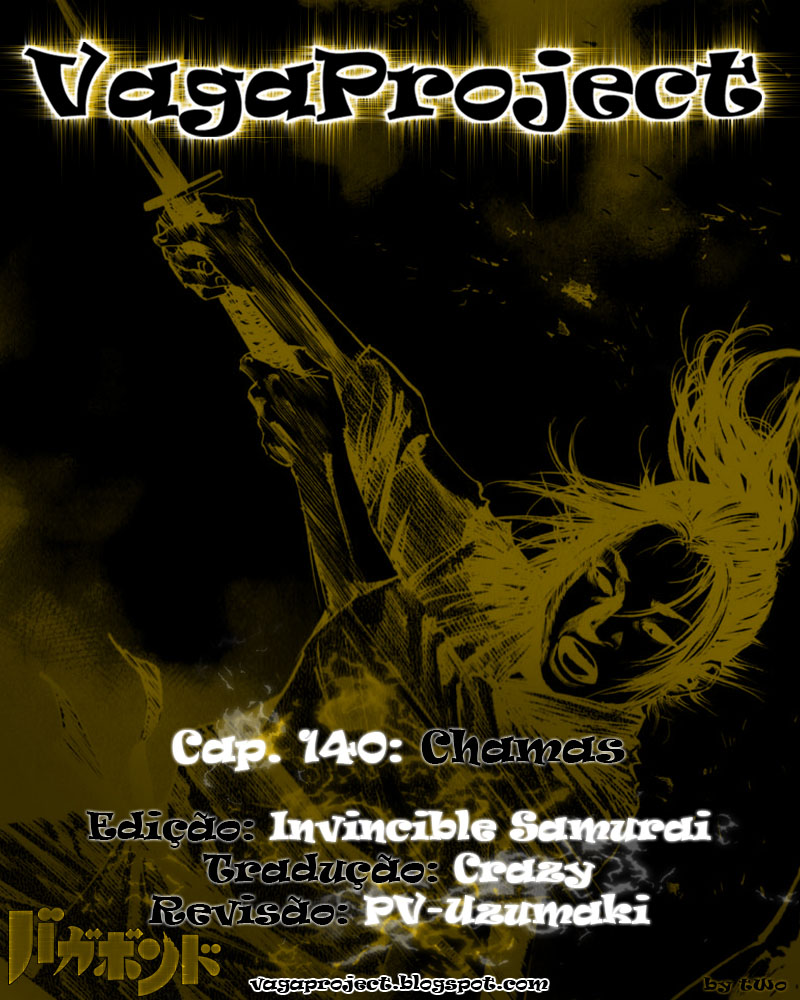 VagaProject
Cap. 140: Chamas
Edição: Invincible Samurai
Tradução: Crazy
Revisão: PV-Uzumaki
バガボンド
vagaproject.blogspot.com
by tWo